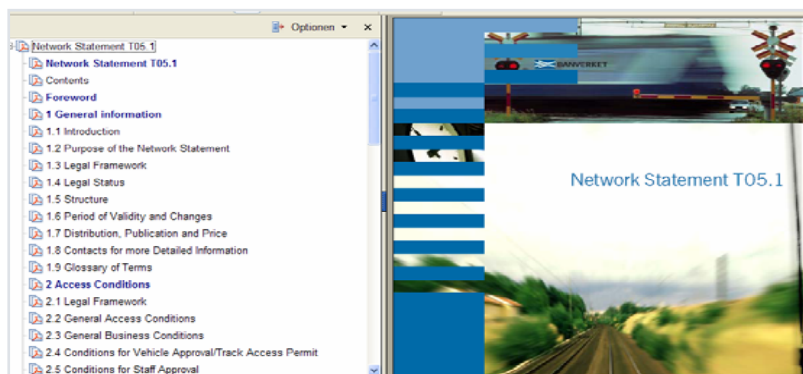 Optionen
Network Statement T05.1
Network Statement T05.1
Contents
Foreword
1 General information
1.1 Introduction
1.2 Purpose of the Network Statement
1.3 Legal Framework
1.4 Legal Status
1.5 Structure
1.6 Period of Validity and Changes
1.7 Distribution, Publication and Price
1.8 Contacts for more Detailed Information
1.9 Glossary of Terms
2 Access Conditions
2.1 Legal Framework
2.2 General Access Conditions
2.3 General Business Conditions
2.4 Conditions for Vehicle Approval/Track Access Permit
2.5 Conditions for Staff Approval
BANVERKET
Network Statement T05.1